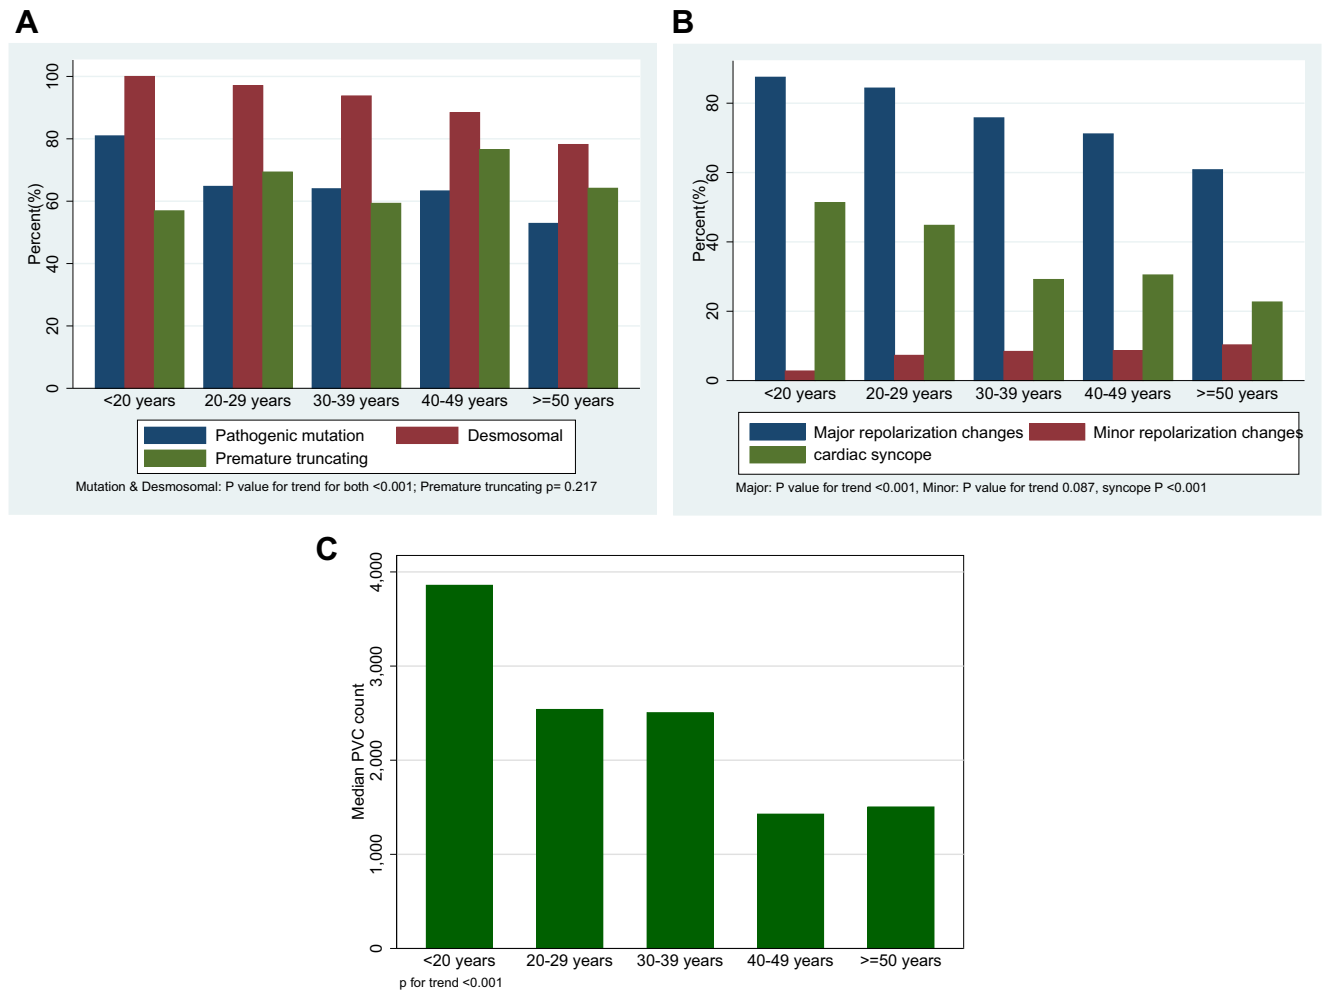 A
Percent(%)
100
80
60
40
20
0
<20 years 20-29 years 30-39 years 40-49 years >=50 years
Pathogenic mutation Desmosomal
Premature truncating
Mutation & Desmosomal: P value for trend for both <0.001; Premature truncating p= 0.217
B
Percent(%)
80
60
40
20
0
<20 years 20-29 years 30-39 years 40-49 years >=50 years
Major repolarization changes Minor repolarization changes
cardiac syncope
Major: P value for trend <0.001, Minor: P value for trend 0.087, syncope P <0.001
C
Median PVC count
4,000
3,000
2,000
1,000
0
<20 years 20-29 years 30-39 years 40-49 years >=50 years
p for trend <0.001